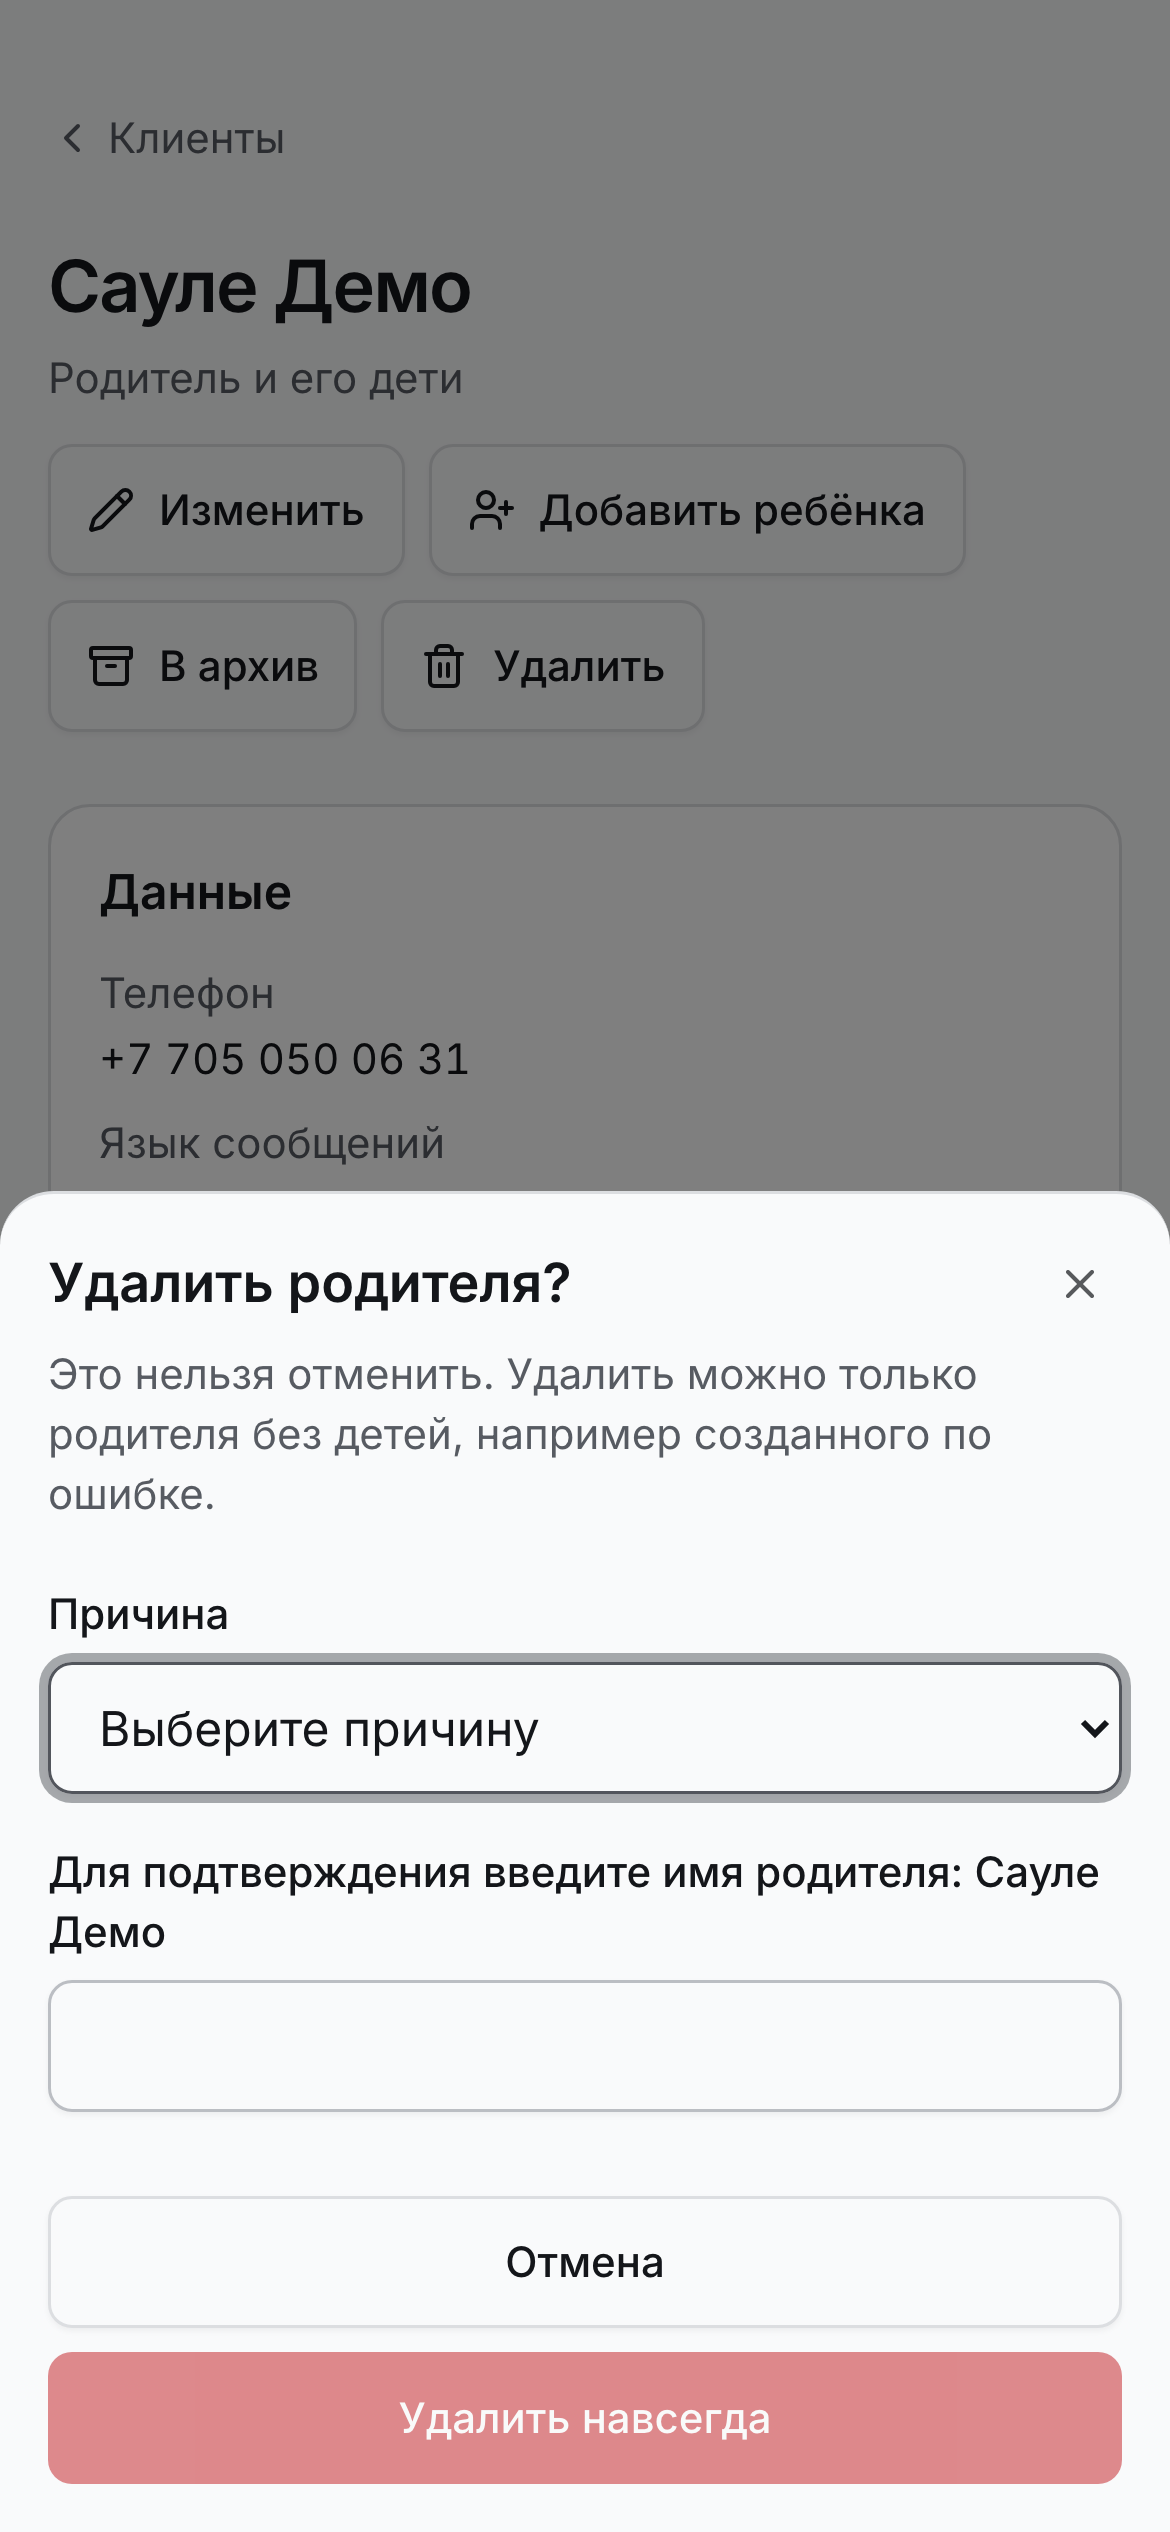 Клиенты
Сауле Демо
Родитель и его дети
Изменить
Добавить ребёнка
В архив
Удалить
Данные
Телефон
+7 705 050 06 31
Язык сообщений
Удалить родителя?
Это нельзя отменить. Удалить можно только
родителя без детей, например созданного по
ошибке.
Причина
Выберите причину
Для подтверждения введите имя родителя: Сауле
Демо
Отмена
Удалить навсегда